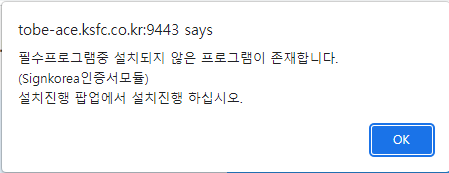 tobe-ace.ksfc.co.kr:9443 says
필수프로그램중 설치되지 않은 프로그램이 존재합니다.
(Signkorea인증서모듈)
설치진행 팝업에서 설치진행 하십시오.
OK